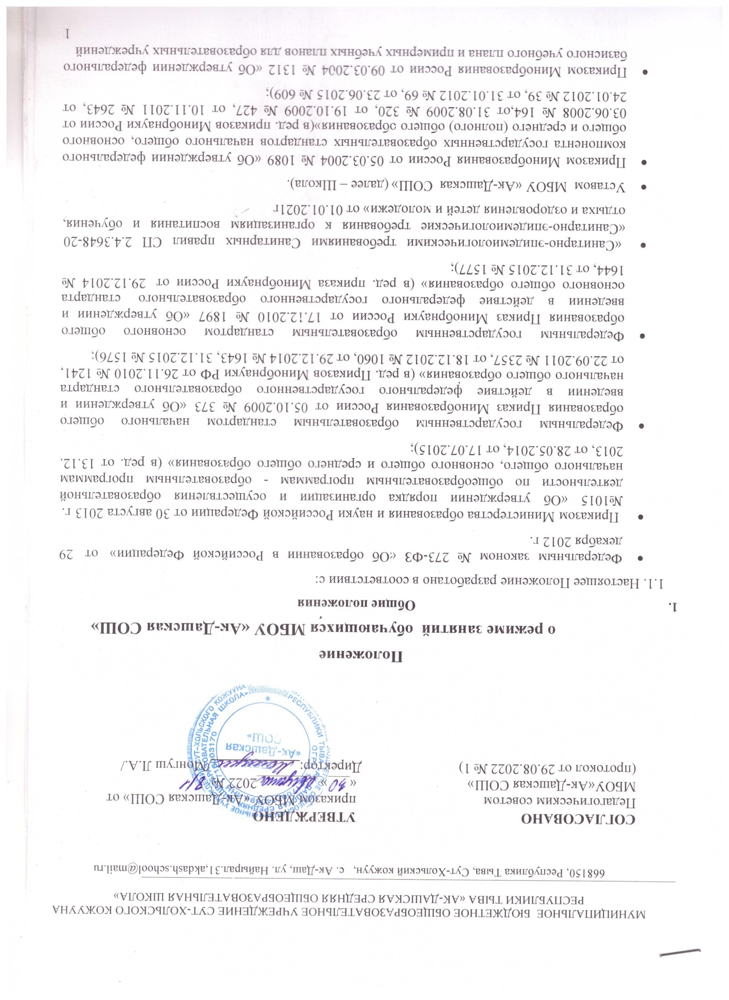 МУНИЦИПАЛЬНОЕ БЮДЖЕТНОЕ ОБЩЕОБРАЗОВАТЕЛЬНОЕ УЧРЕЖДЕНИЕ СУТ-ХОЛЬСКОГО КОЖУУНА
РЕСПУБЛИКИ ТЫВА «АК-ДАШСКАЯ СРЕДНЯЯ ОБЩЕОБРАЗОВАТЕЛЬНАЯ ШКОЛА»
668150, Республика Тыва, Сут-Хольский кожуун, с. Ак-Даш, ул. Найырал.31,akdash.school@mail.ru
СОГЛАСОВАНО
Педагогическим советом
МБОУ«Ак-Дашская СОШ»
(протокол от 29.08.2022 № 1)
УТВЕРЖДЕНО
приказом МБОУ «Ак-Дашская СОШ» от
«30» августа 2022 №
Директор: /Монгуш Л.А./
«Ак-Дашская
СОШ»
Положение
о режиме занятий обучающихся МБОУ «Ак-Дашская СОШ»
1. Общие положения
1.1. Настоящее Положение разработано в соответствии с:
• Федеральным законом № 273-ФЗ «Об образовании в Российской Федерации» от 29
декабря 2012 г.
• Приказом Министерства образования и науки Российской Федерации от 30 августа 2013 г.
№1015 «Об утверждении порядка организации и осуществления образовательной
деятельности по общеобразовательным программам - образовательным программам
начального общего, основного общего и среднего общего образования» (в ред. от 13.12.
2013, от 28.05.2014, от 17.07.2015);
• Федеральным государственным образовательным стандартом начального общего
образования Приказ Минобразования России от 05.10.2009 № 373 «Об утверждении и
введении в действие федерального государственного образовательного стандарта
начального общего образования» (в ред. Приказов Минобрнауки РФ от 26.11.2010 № 1241,
от 22.09.2011 № 2357, от 18.12.2012 № 1060, от 29.12.2014 № 1643, 31.12.2015 № 1576);
• Федеральным государственным образовательным стандартом основного общего
образования Приказ Минобрнауки России от 17.12.2010 № 1897 «Об утверждении и
введении в действие федерального государственного образовательного стандарта
основного общего образования» (в ред. приказа Минобрнауки России от 29.12.2014 №
1644, от 31.12.2015 № 1577);
• «Санитарно-эпидемиологическими требованиями Санитарных правил СП 2.4.3648-20
«Санитарно-эпидемиологические требования к организациям воспитания и обучения,
отдыха и оздоровления детей и молодежи» от 01.01.2021г
• Уставом МБОУ «Ак-Дашская СОШ» (далее – Школа).
• Приказом Минобразования России от 05.03.2004 № 1089 «Об утверждении федерального
компонента государственных образовательных стандартов начального общего, основного
общего и среднего (полного) общего образования»(в ред. приказов Минобрнауки России от
03.06.2008 № 164,от 31.08.2009 № 320, от 19.10.2009 № 427, от 10.11.2011 № 2643, от
24.01.2012 № 39, от 31.01.2012 № 69, от 23.06.2015 № 609);
• Приказом Минобразования России от 09.03.2004 № 1312 «Об утверждении федерального
базисного учебного плана и примерных учебных планов для образовательных учреждений
1